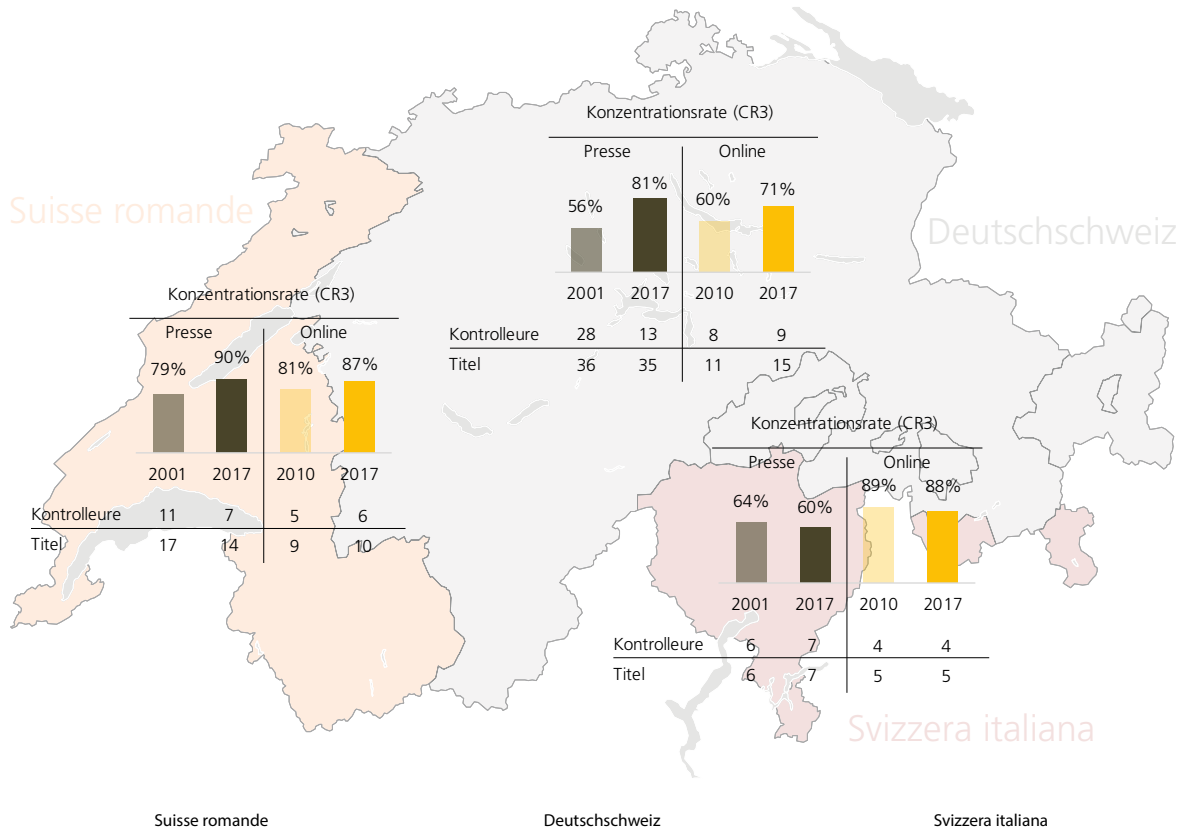 Konzentrationsrate (CR3)
Presse Online
56% 81% 60% 71%
2001 2017 2010 2017
Kontrolleure 28 13 8 9
Titel 36 35 11 15
Suisse romande
Deutschschweiz
Konzentrationsrate (CR3)
Presse Online
79% 90% 81% 87%
2001 2017 2010 2017
Kontrolleure 11 7 5 6
Titel 17 14 9 10
Konzentrationsrate (CR3)
Presse Online
64% 60% 89% 88%
2001 2017 2010 2017
Kontrolleure 6 7 4 4
Titel 6 7 5 5
Svizzera italiana
Suisse romande Deutschschweiz Svizzera italiana